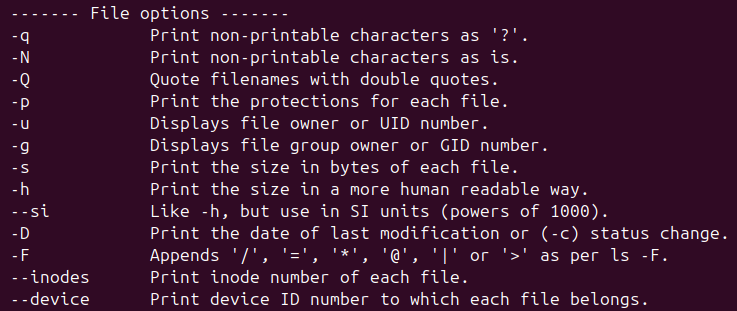 ------- File options -------
-q            Print non-printable characters as '?'.
-N            Print non-printable characters as is.
-Q            Quote filenames with double quotes.
-p            Print the protections for each file.
-u            Displays file owner or UID number.
-g            Displays file group owner or GID number.
-s            Print the size in bytes of each file.
-h            Print the size in a more human readable way.
--si          Like -h, but use in SI units (powers of 1000).
-D            Print the date of last modification or (-c) status change.
-F            Appends '/', '=', '*', '@', '|' or '>' as per ls -F.
--inodes      Print inode number of each file.
--device      Print device ID number to which each file belongs.